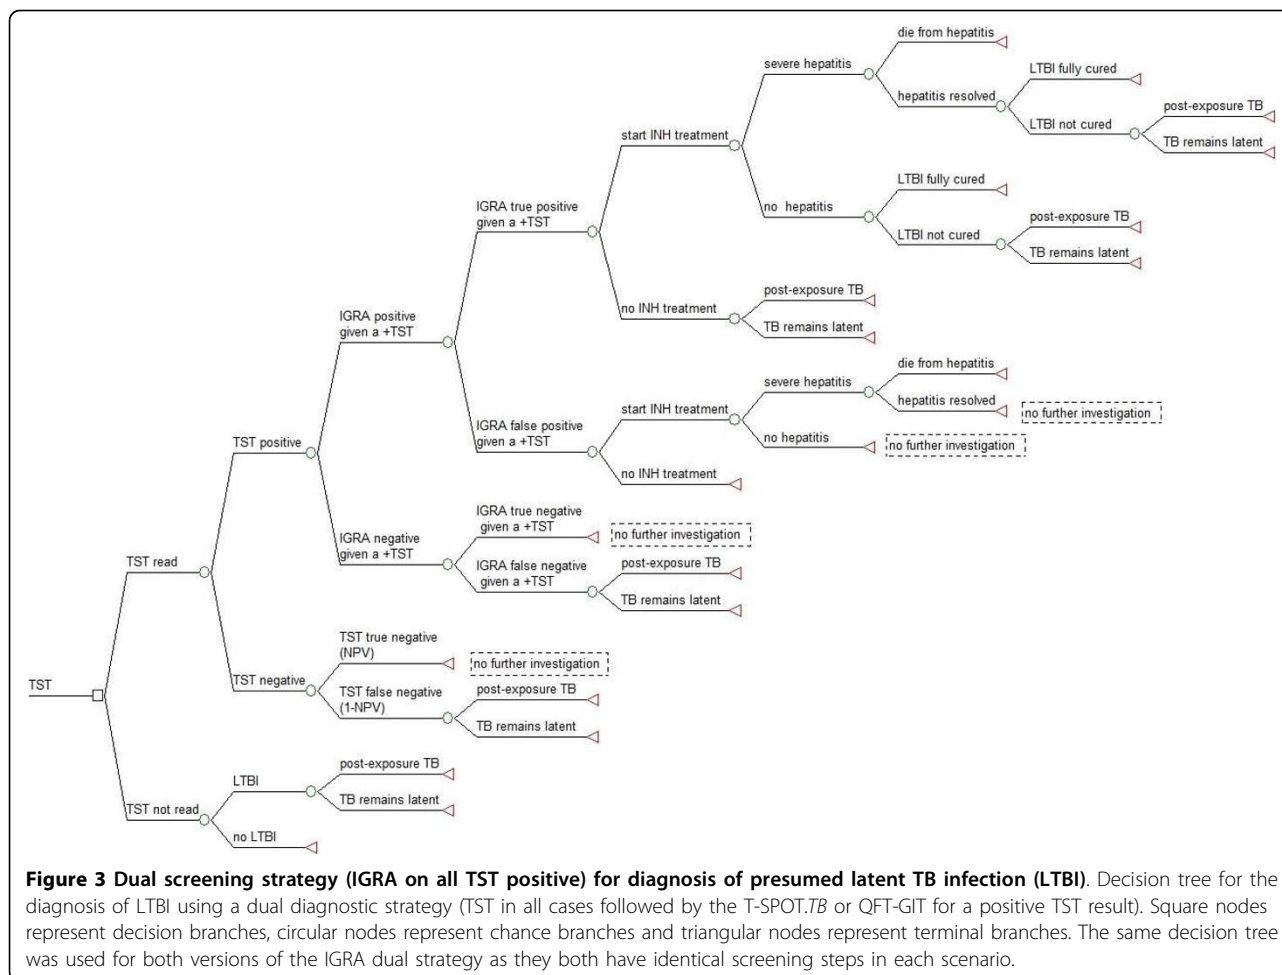 die from hepatitis
severe hepatitis
LTBI fully cured
hepatitis resolved
post-exposure TB
LTBI not cured
start INH treatment
TB remains latent
LTBI fully cured
IGRA true positive
given a +TST
no hepatitis
post-exposure TB
LTBI not cured
TB remains latent
post-exposure TB
no INH treatment
IGRA positive
given a +TST
TB remains latent
die from hepatitis
severe hepatitis
hepatitis resolved
no further investigation
start INH treatment
IGRA false positive
given a +TST
no hepatitis
no further investigation
TST positive
no INH treatment
IGRA true negative
given a +TST
no further investigation
IGRA negative
given a +TST
TST read
post-exposure TB
IGRA false negative
given a +TST
TB remains latent
TST true negative
(NPV)
no further investigation
TST negative
TST
TST false negative
(1-NPV)
post-exposure TB
TB remains latent
post-exposure TB
LTBI
TST not read
TB remains latent
no LTBI
Figure 3 Dual screening strategy (IGRA on all TST positive) for diagnosis of presumed latent TB infection (LTBI). Decision tree for the
diagnosis of LTBI using a dual diagnostic strategy (TST in all cases followed by the T-SPOT.TB or QFT-GIT for a positive TST result). Square nodes
represent decision branches, circular nodes represent chance branches and triangular nodes represent terminal branches. The same decision tree
was used for both versions of the IGRA dual strategy as they both have identical screening steps in each scenario.